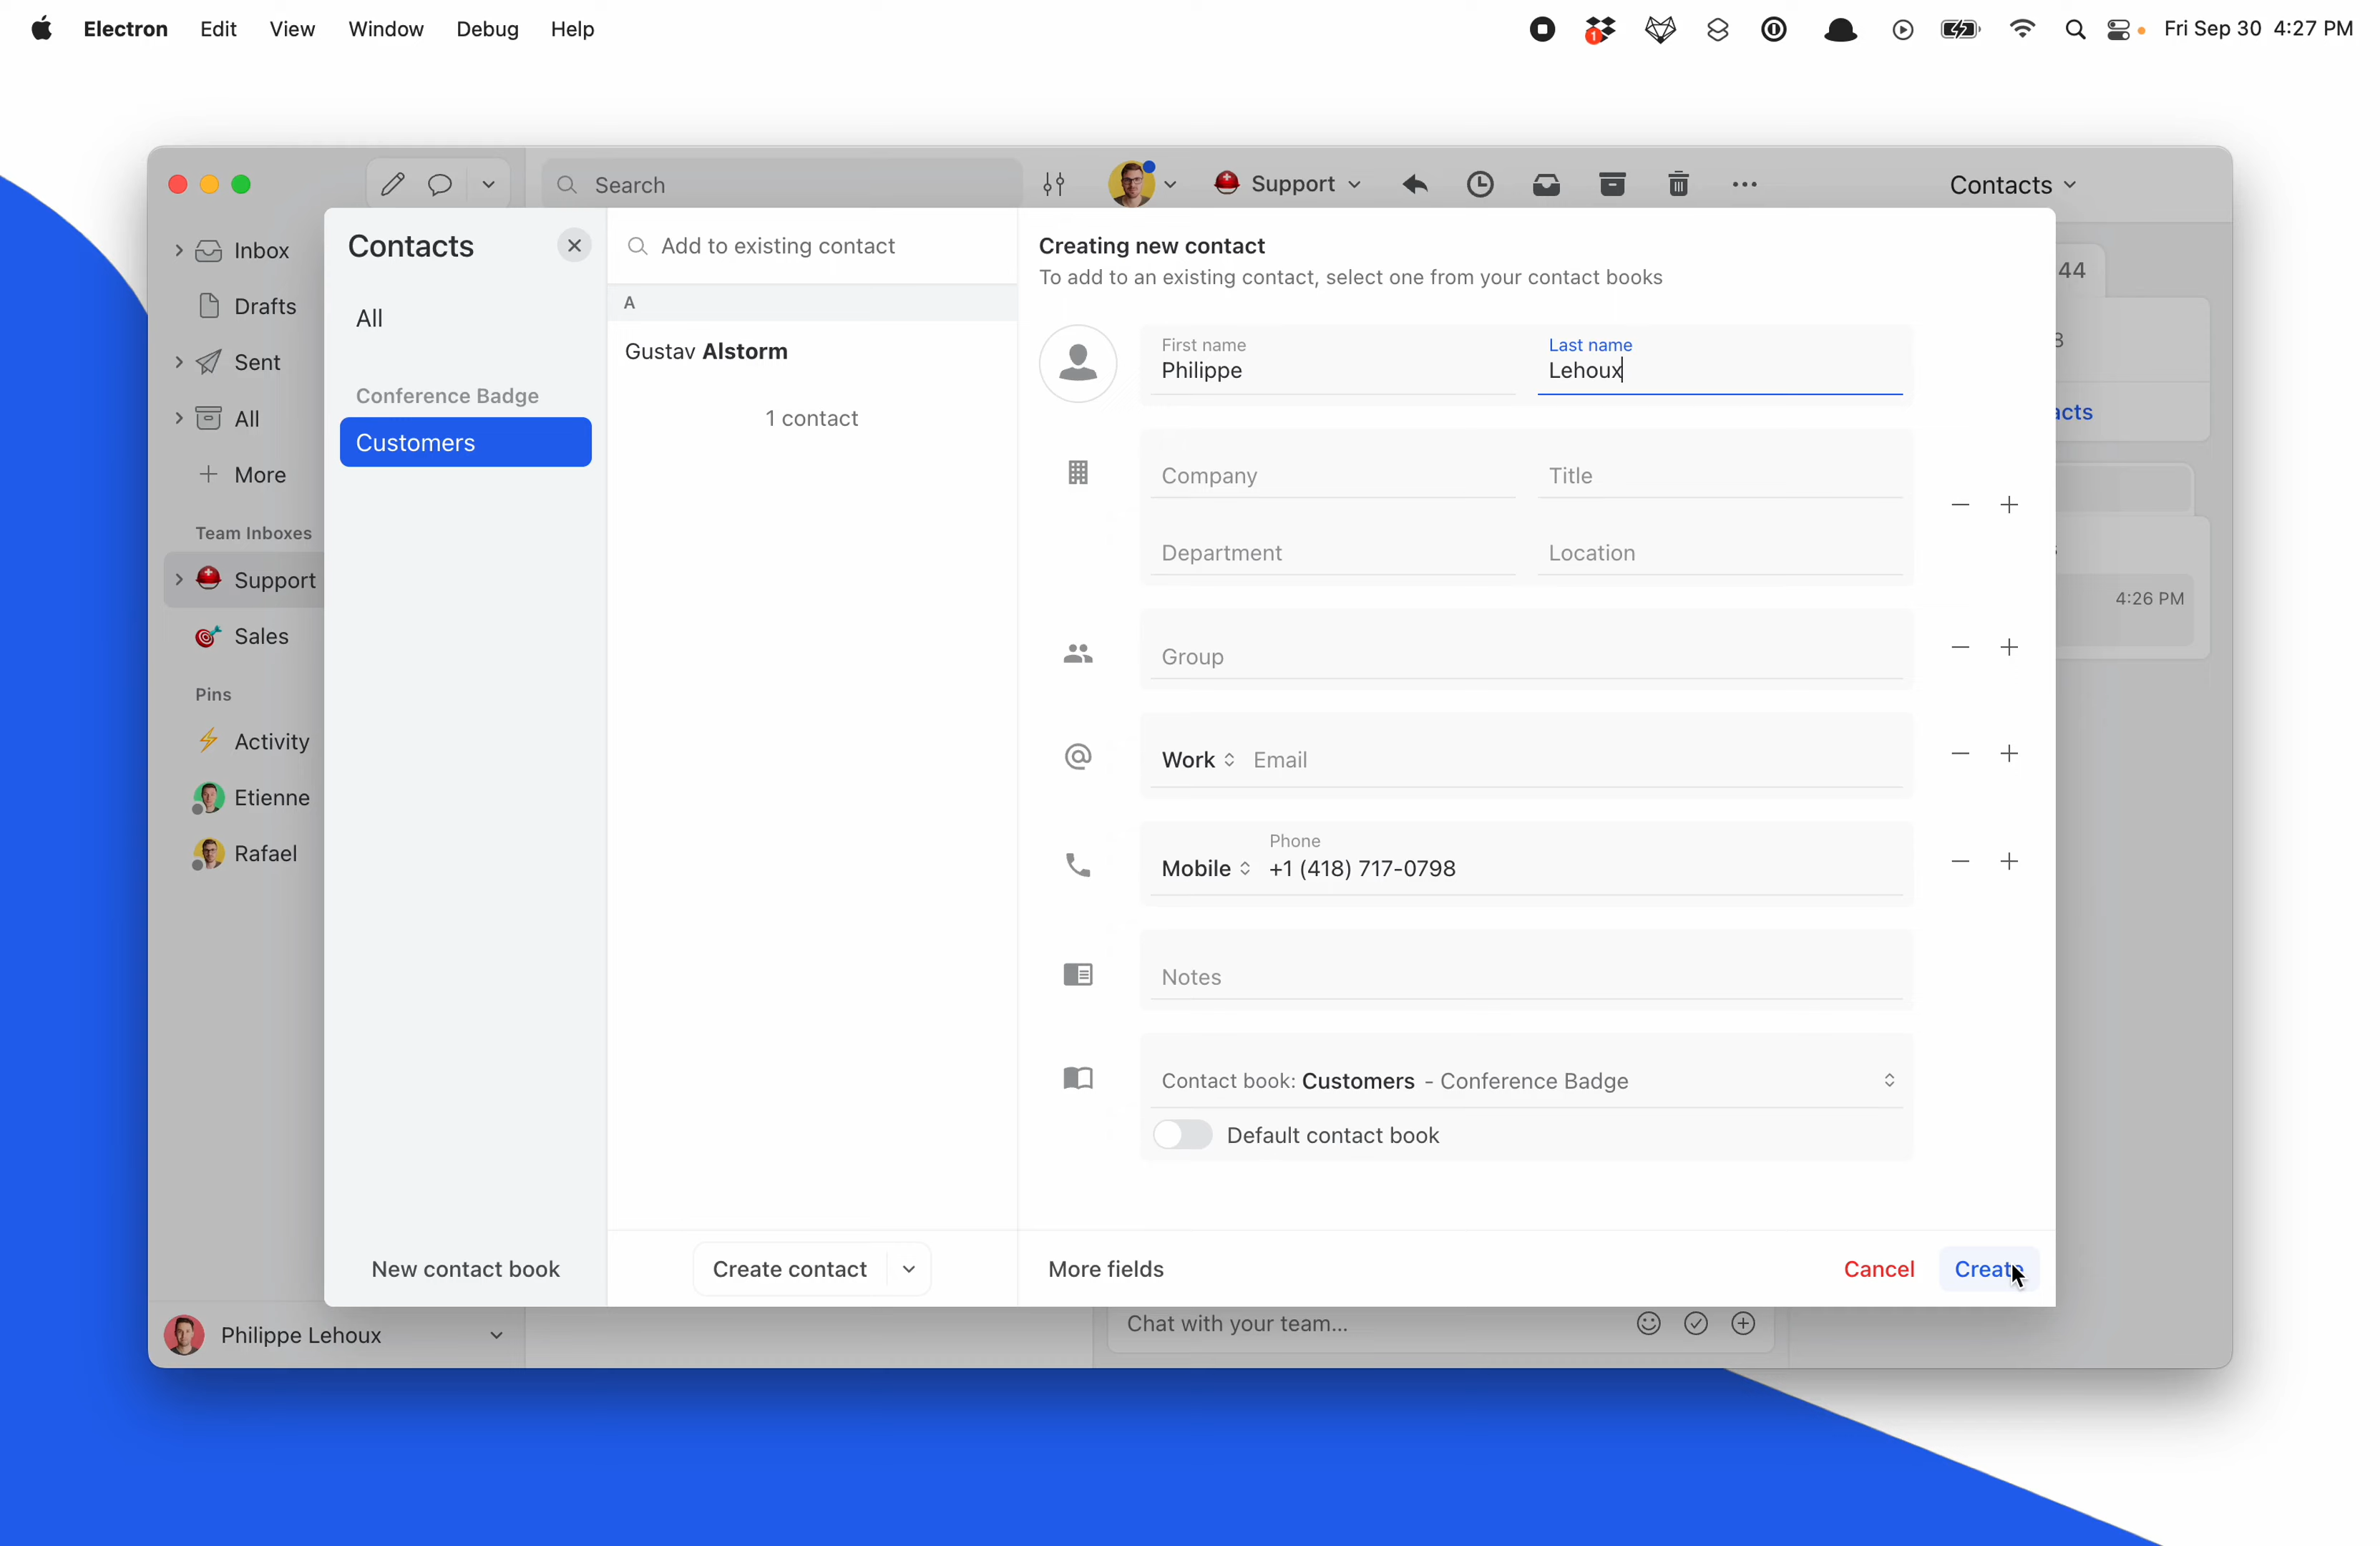 Electron Edit View Window Debug Help
1
Fri Sep 30 4:27 PM
Search
Support
Contacts
Inbox
Drafts
Sent
All
More
Team Inboxes
Support
Sales
Pins
Activity
Etienne
Rafael
Philippe Lehoux
Contacts
All
Conference Badge
Customers
New contact book
Add to existing contact
A
Gustav Alstorm
1 contact
Create contact
Creating new contact
To add to an existing contact, select one from your contact books
First name Last name
Philippe Lehoux
Company Title
Department Location
Group
Work Email
Phone
Mobile +1 (418) 717-0798
Notes
Contact book: Customers - Conference Badge
Default contact book
More fields Cancel Create
44
acts
4:26 PM
Chat with your team...